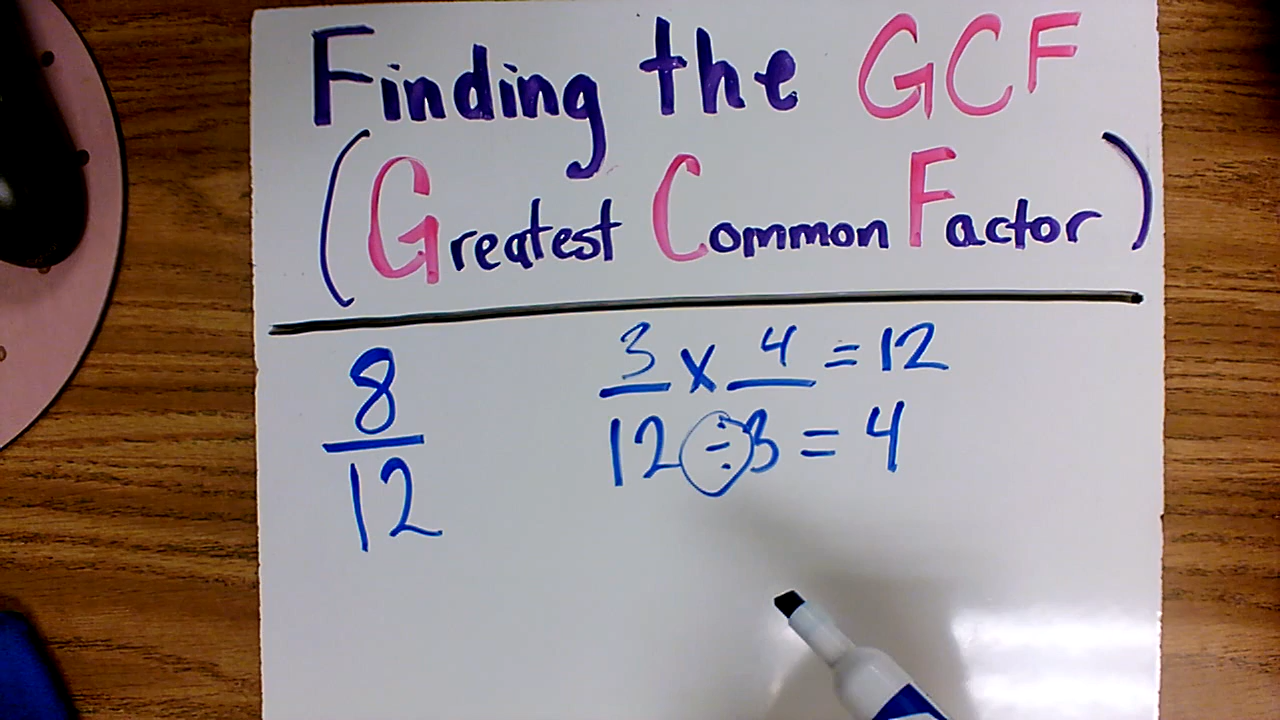 Finding the GCF
(Greatest Common Factor)
8
12
3 x 4 = 12
12 ÷ 3 = 4